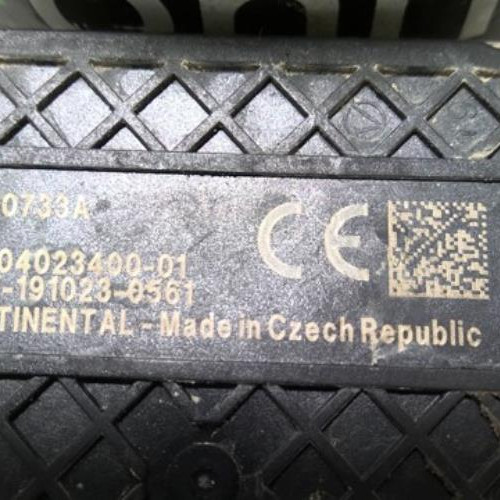 0733A
CE
04023400-01
-191023-0561
TINENTAL - Made in Czech Republic